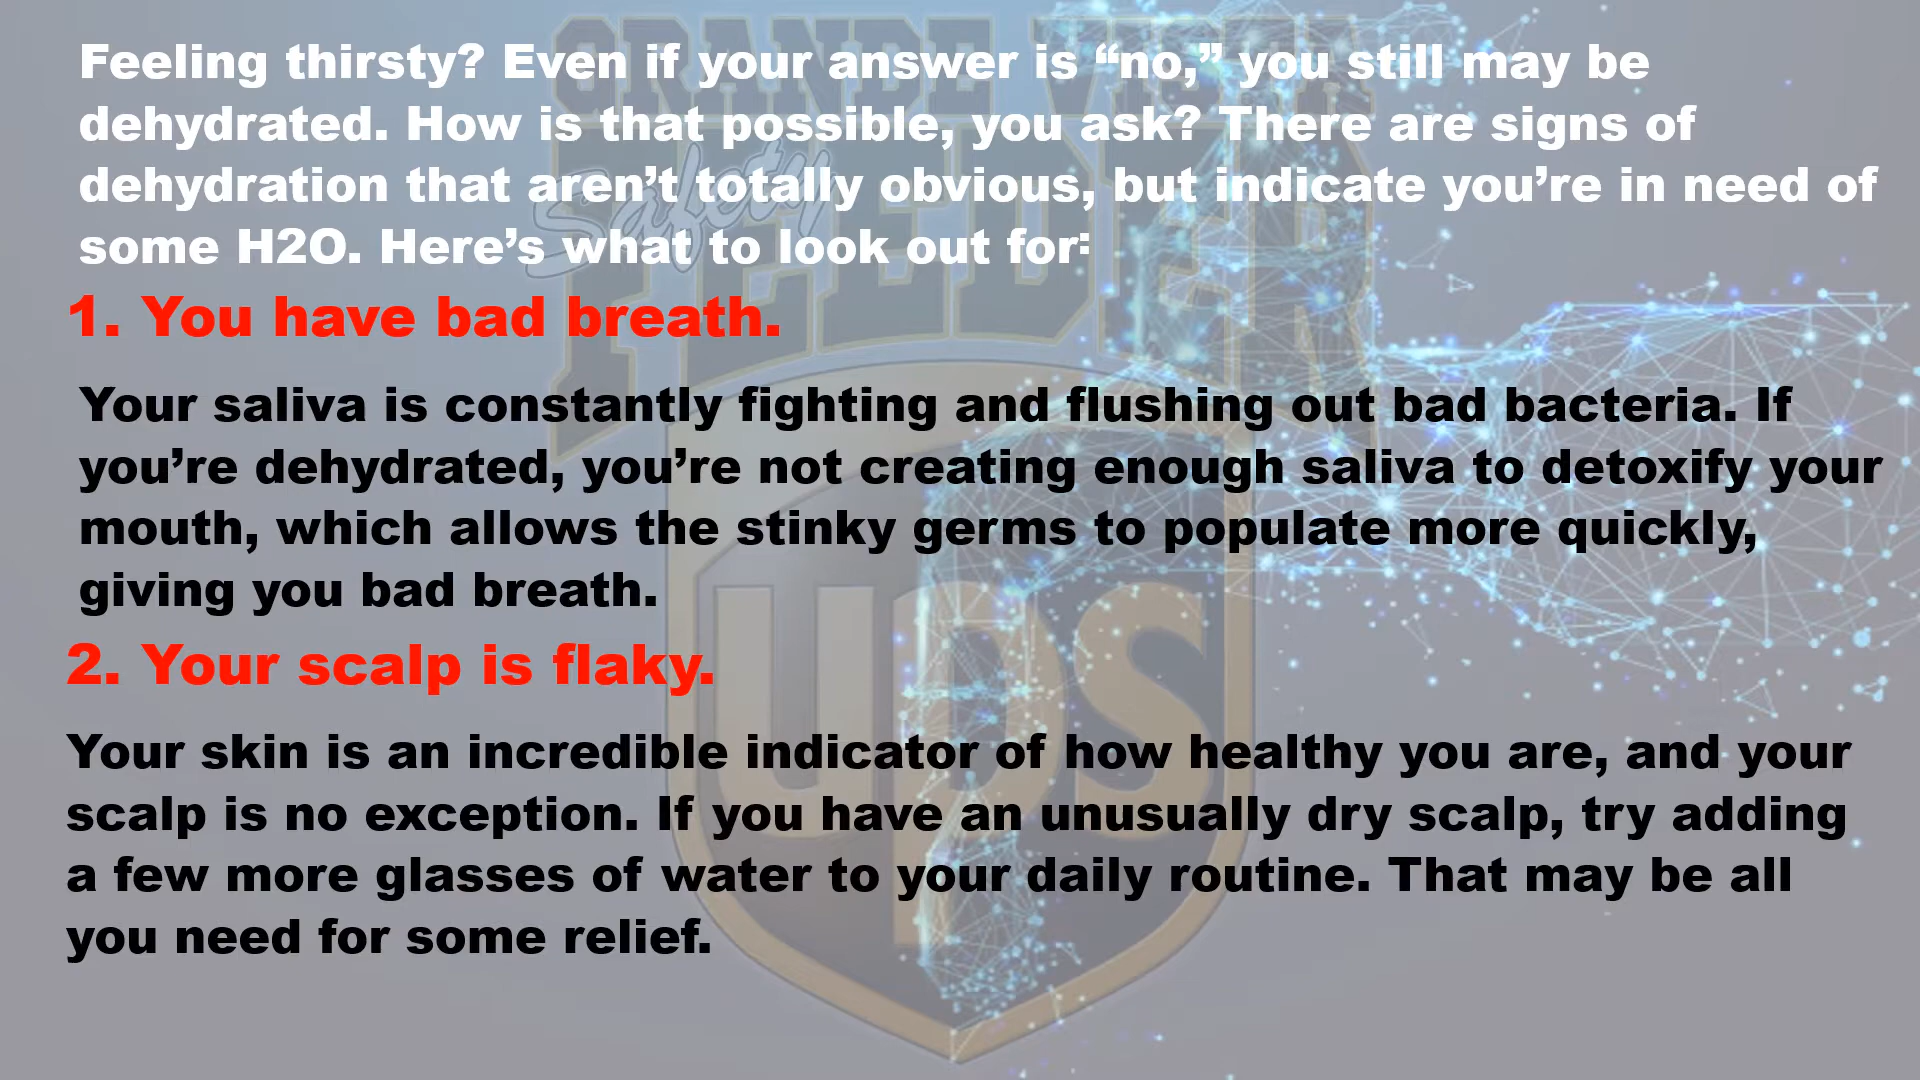 GRANDE VISTA
Safety
FEEDER
ups
Feeling thirsty? Even if your answer is “no,” you still may be
dehydrated. How is that possible, you ask? There are signs of
dehydration that aren’t totally obvious, but indicate you’re in need of
some H2O. Here’s what to look out for:
1. You have bad breath.
Your saliva is constantly fighting and flushing out bad bacteria. If
you’re dehydrated, you’re not creating enough saliva to detoxify your
mouth, which allows the stinky germs to populate more quickly,
giving you bad breath.
2. Your scalp is flaky.
Your skin is an incredible indicator of how healthy you are, and your
scalp is no exception. If you have an unusually dry scalp, try adding
a few more glasses of water to your daily routine. That may be all
you need for some relief.